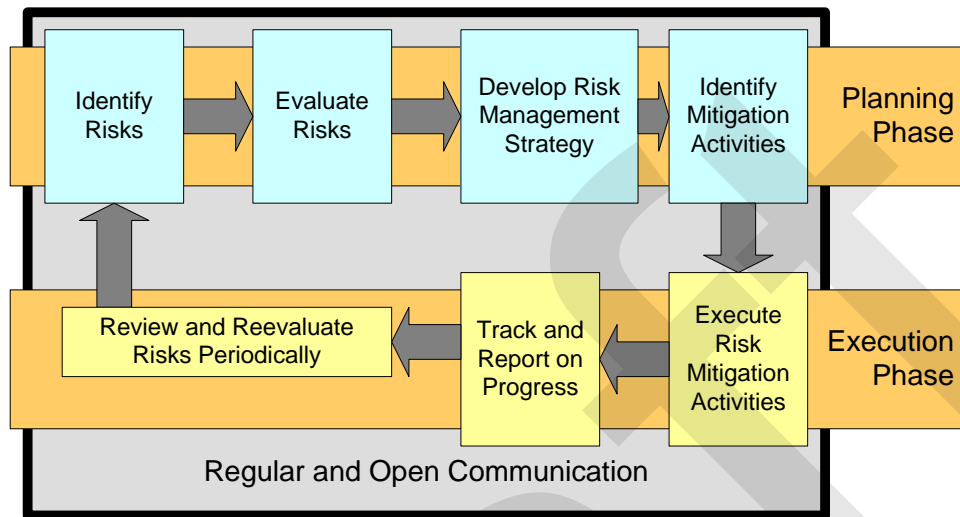 Identify
Risks
Evaluate
Risks
Develop Risk
Management
Strategy
Identify
Mitigation
Activities
Planning
Phase
Review and Reevaluate
Risks Periodically
Track and
Report on
Progress
Execute
Risk
Mitigation
Activities
Execution
Phase
Regular and Open Communication